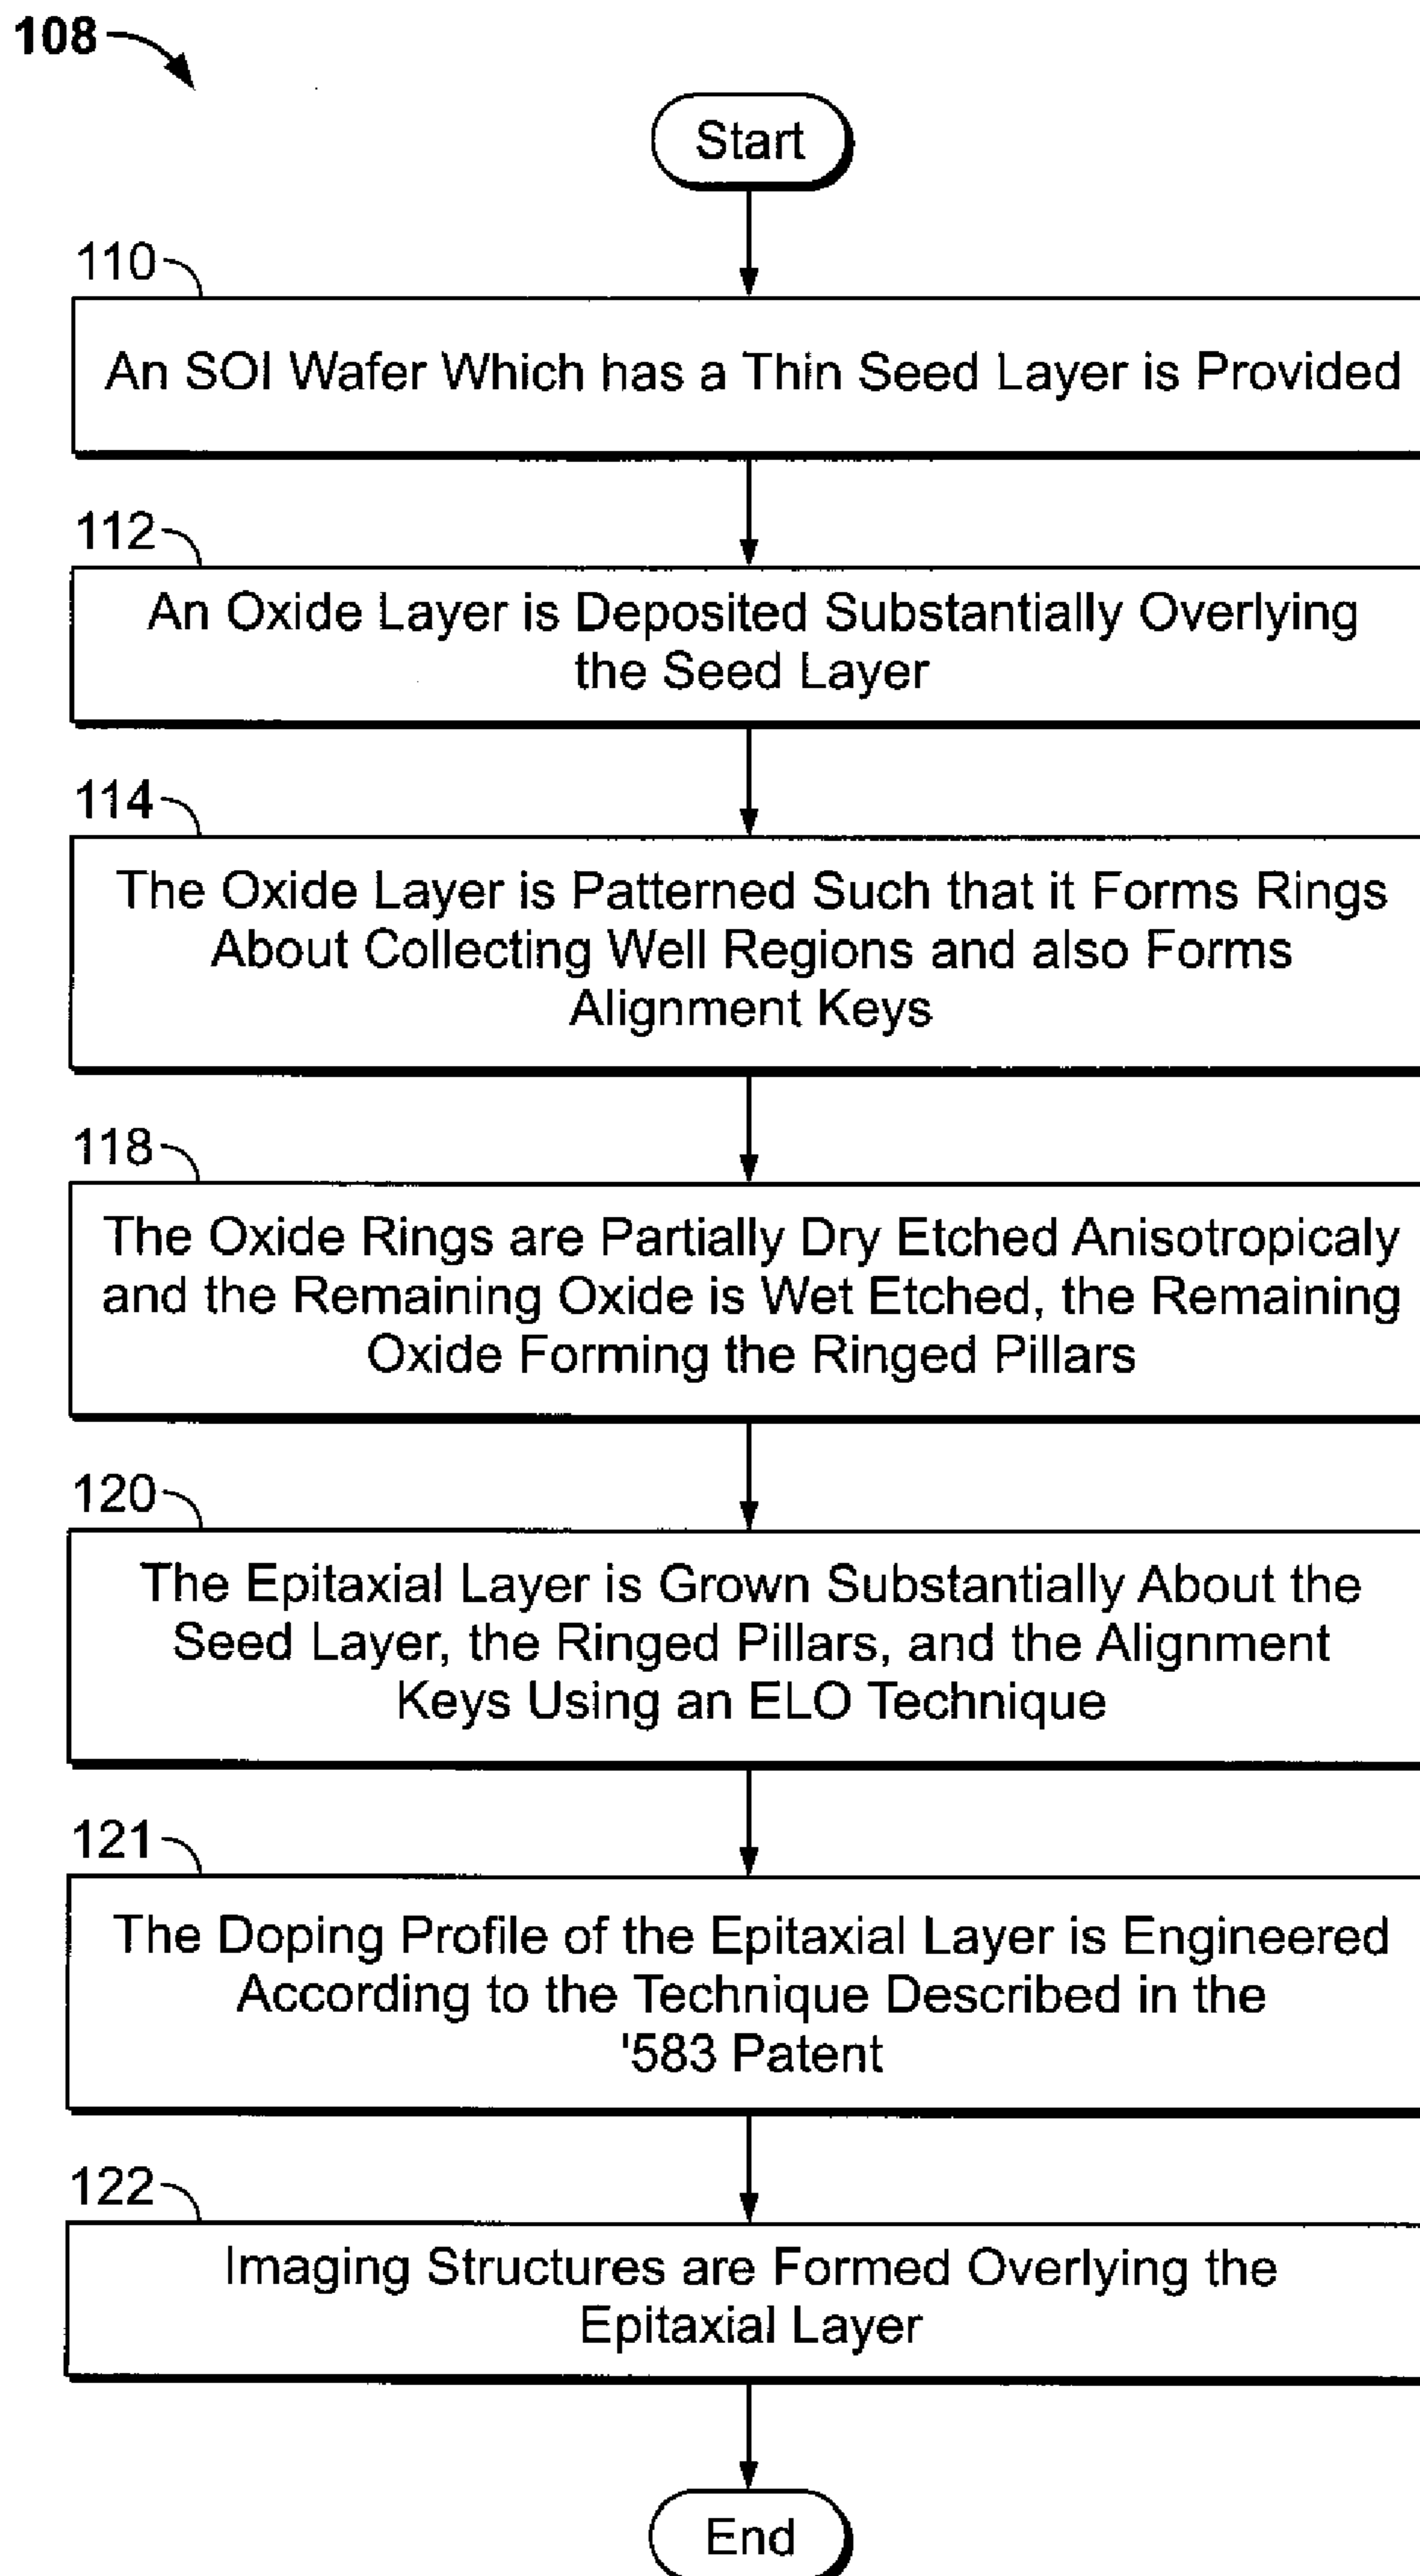 108
Start
110
An SOI Wafer Which has a Thin Seed Layer is Provided
112
An Oxide Layer is Deposited Substantially Overlying
the Seed Layer
114
The Oxide Layer is Patterned Such that it Forms Rings
About Collecting Well Regions and also Forms
Alignment Keys
118
The Oxide Rings are Partially Dry Etched Anisotropicaly
and the Remaining Oxide is Wet Etched, the Remaining
Oxide Forming the Ringed Pillars
120
The Epitaxial Layer is Grown Substantially About the
Seed Layer, the Ringed Pillars, and the Alignment
Keys Using an ELO Technique
121
The Doping Profile of the Epitaxial Layer is Engineered
According to the Technique Described in the
'583 Patent
122
Imaging Structures are Formed Overlying the
Epitaxial Layer
End